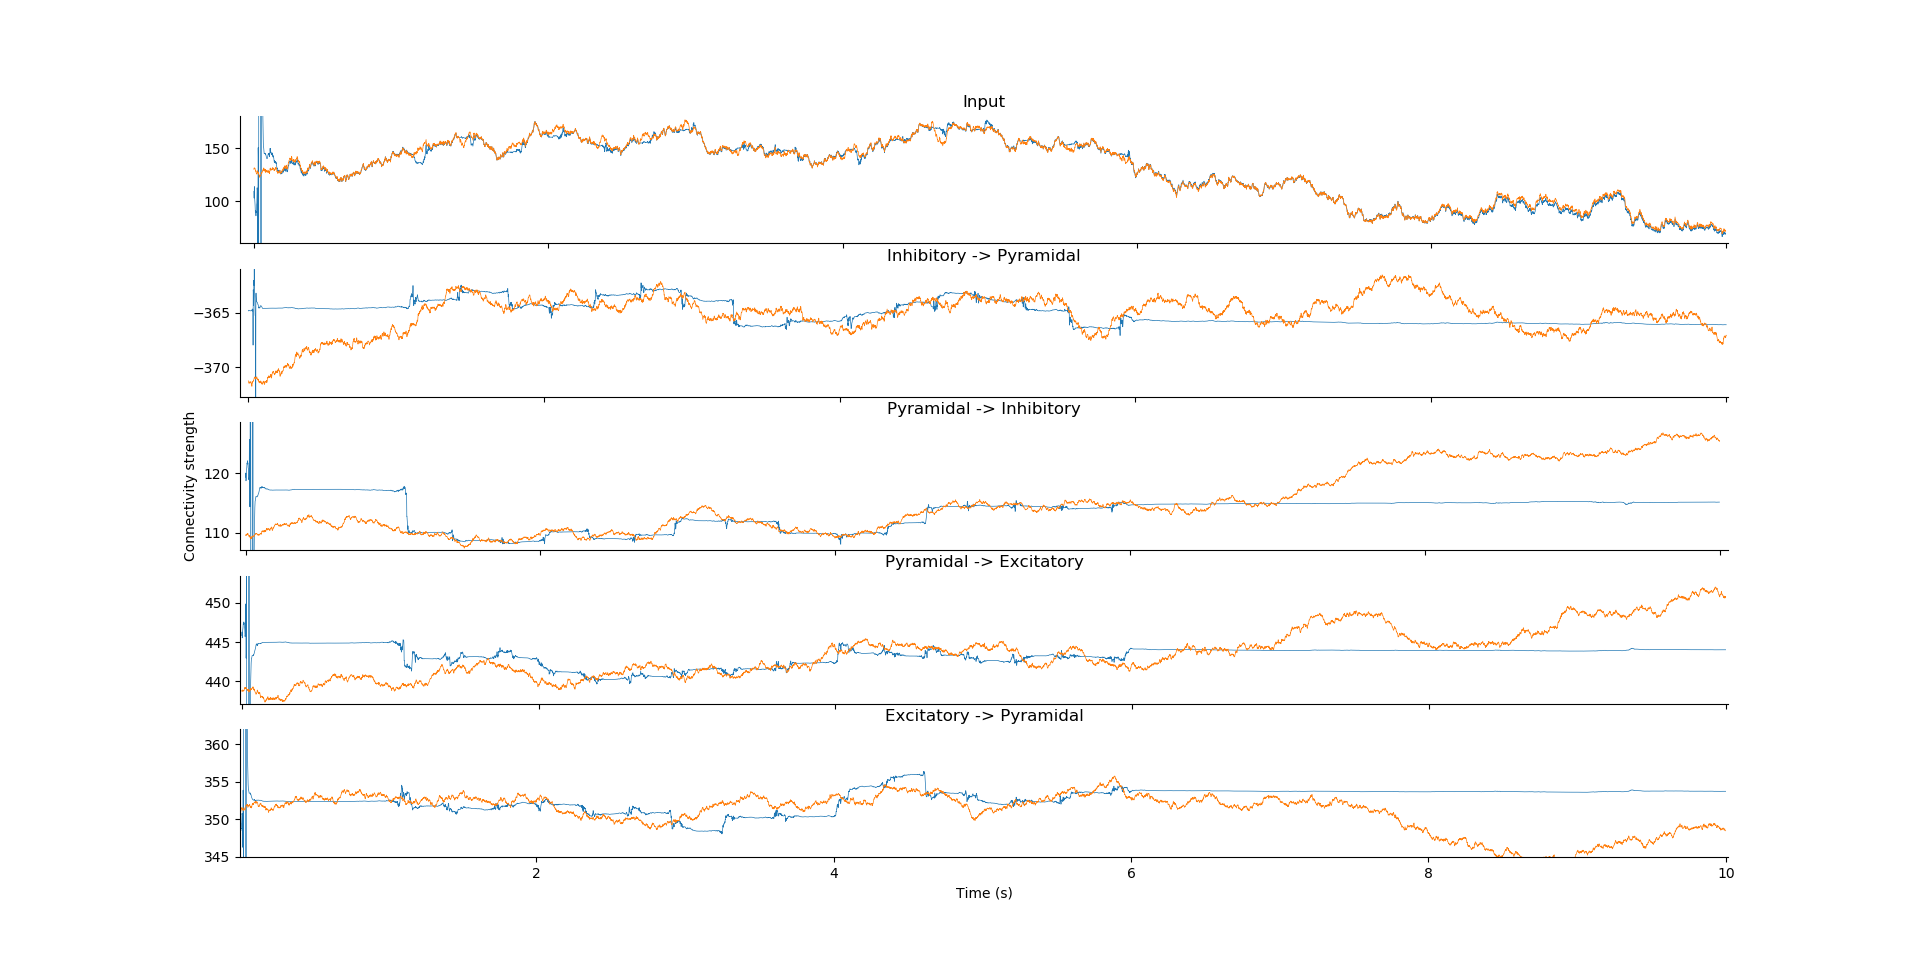 Input
150
100
Inhibitory -> Pyramidal
−365
−370
Pyramidal -> Inhibitory
120
110
Connectivity strength
Pyramidal -> Excitatory
450
445
440
Excitatory -> Pyramidal
360
355
350
345
2 4 6 8 10
Time (s)